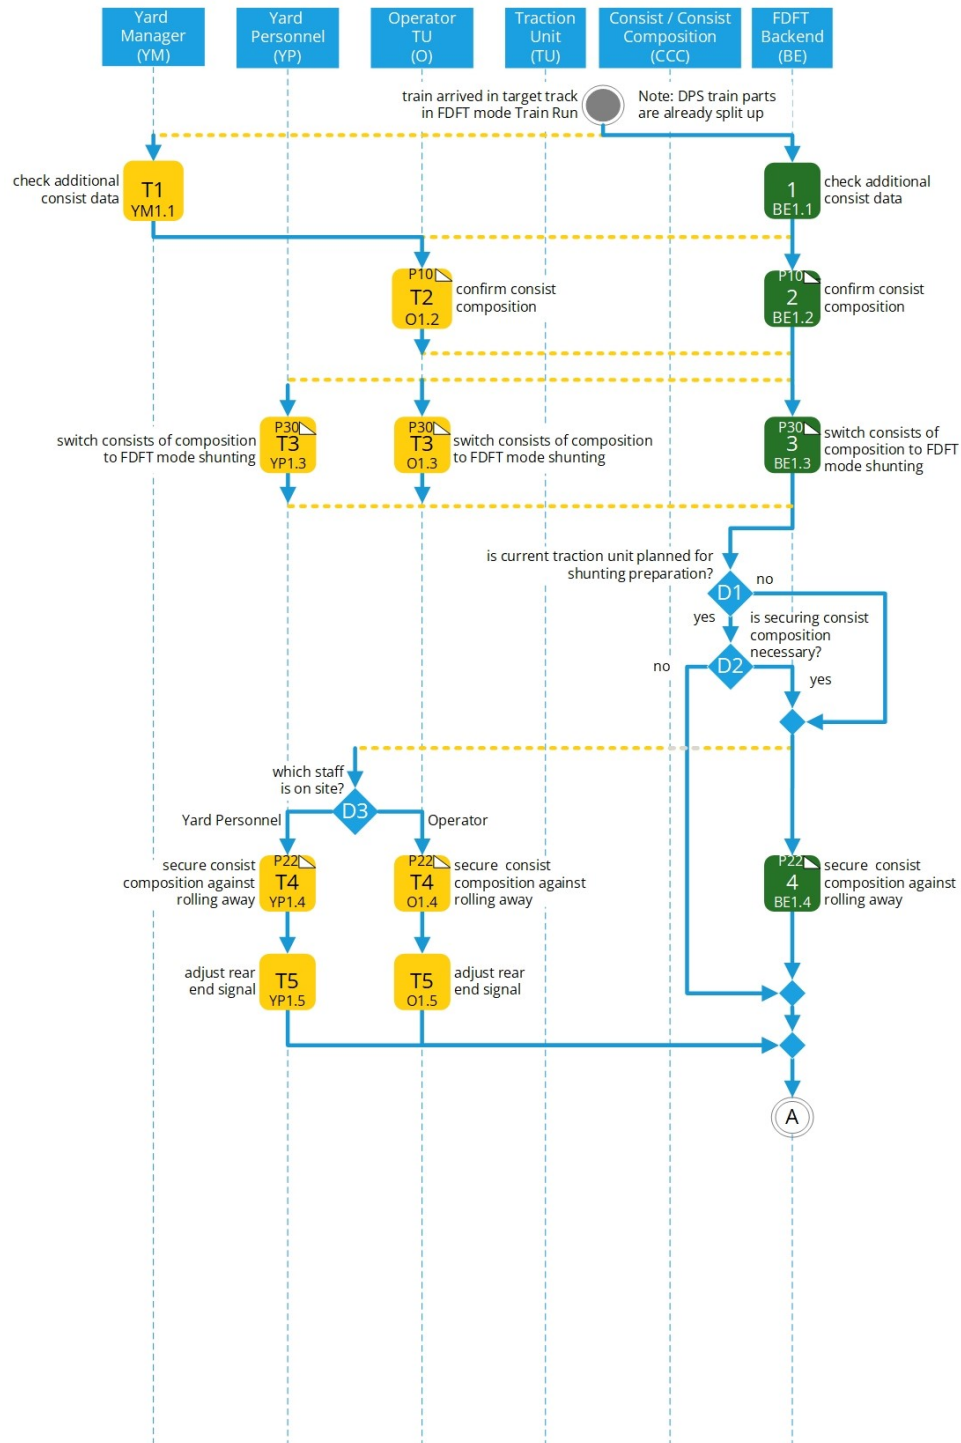 Yard
Manager
(YM)
Yard
Personnel
(YP)
Operator
TU
(O)
Traction
Unit
(TU)
Consist / Consist
Composition
(CCC)
FDFT
Backend
(BE)
train arrived in target track
in FDFT mode Train Run
Note: DPS train parts
are already split up
check additional
consist data
T1
YM1.1
1
BE1.1
check additional
consist data
P10
T2
O1.2
confirm consist
composition
P10
2
BE1.2
confirm consist
composition
switch consists of composition
to FDFT mode shunting
P30
T3
YP1.3
P30
T3
O1.3
switch consists of composition
to FDFT mode shunting
P30
3
BE1.3
switch consists of
composition to FDFT
mode shunting
is current traction unit planned for
shunting preparation?
D1
no
yes
is securing consist
composition
necessary?
D2
no
yes
which staff
is on site?
D3
Yard Personnel
Operator
secure consist
composition against
rolling away
P22
T4
YP1.4
P22
T4
O1.4
secure consist
composition against
rolling away
P22
4
BE1.4
secure consist
composition against
rolling away
adjust rear
end signal
T5
YP1.5
T5
O1.5
adjust rear
end signal
A